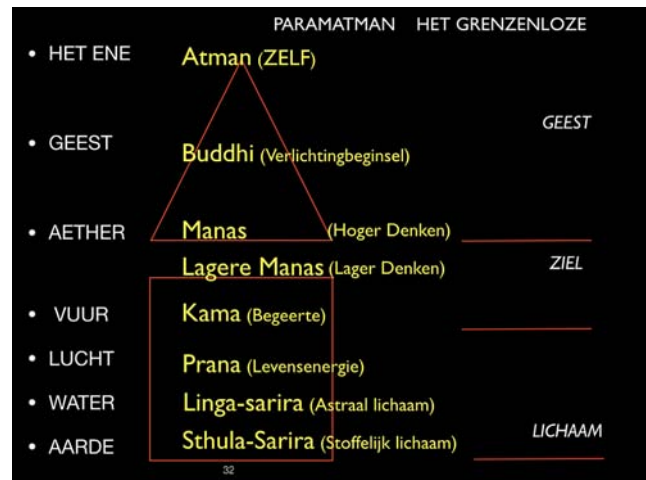 PARAMATMAN HET GRENZENLOZE
• HET ENE Atman (ZELF)
GEEST
• GEEST Buddhi (Verlichtingbeginsel)
• AETHER Manas (Hoger Denken)
Lagere Manas (Lager Denken) ZIEL
• VUUR Kama (Begeerte)
• LUCHT Prana (Levensenergie)
• WATER Linga-sarira (Astraal lichaam)
• AARDE Sthula-Sarira (Stoffelijk lichaam) LICHAAM
32